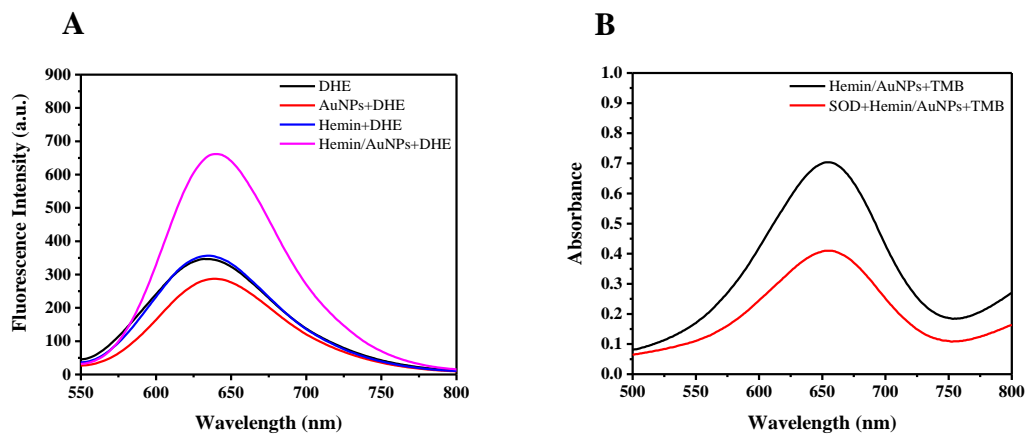 A
900
800
700
600
500
400
300
200
100
0
Fluorescence Intensity (a.u.)
DHE
AuNPs+DHE
Hemin+DHE
Hemin/AuNPs+DHE
550 600 650 700 750 800
Wavelength (nm)
B
1.0
0.9
0.8
0.7
0.6
0.5
0.4
0.3
0.2
0.1
0.0
Absorbance
Hemin/AuNPs+TMB
SOD+Hemin/AuNPs+TMB
500 550 600 650 700 750 800
Wavelength (nm)